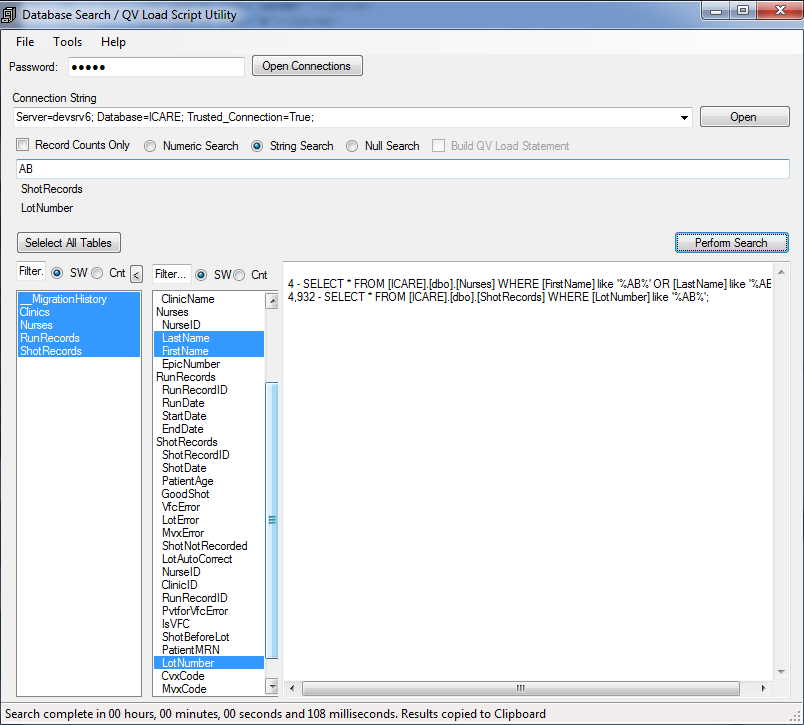 Database Search / QV Load Script Utility
File Tools Help
Password: ●●●●● Open Connections
Connection String
Server=devsrv6; Database=ICARE; Trusted_Connection=True; Open
Record Counts Only Numeric Search String Search Null Search Build QV Load Statement
AB
ShotRecords
LotNumber
Selelect All Tables Perform Search
Filter. SW Cnt < Filter... SW Cnt
__MigrationHistory
Clinics
Nurses
RunRecords
ShotRecords
ClinicName
Nurses
NurseID
LastName
FirstName
EpicNumber
RunRecords
RunRecordID
RunDate
StartDate
EndDate
ShotRecords
ShotRecordID
ShotDate
PatientAge
GoodShot
VfcError
LotError
MvxError
ShotNotRecorded
LotAutoCorrect
NurseID
ClinicID
RunRecordID
PvtforVfcError
IsVFC
ShotBeforeLot
PatientMRN
LotNumber
CvxCode
MvxCode
4 - SELECT * FROM [ICARE].[dbo].[Nurses] WHERE [FirstName] like '%AB%' OR [LastName] like '%AB
4,932 - SELECT * FROM [ICARE].[dbo].[ShotRecords] WHERE [LotNumber] like '%AB%';
Search complete in 00 hours, 00 minutes, 00 seconds and 108 milliseconds. Results copied to Clipboard